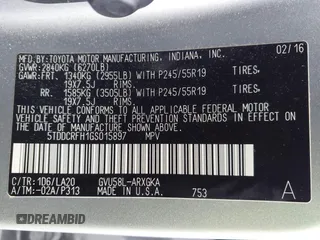 MFD.BY:TOYOTA MOTOR MANUFACTURING, INDIANA, INC. 02/16
GVWR:2840KG (6270LB)
GAWR:FRT. 1340KG (2955LB)WITH P245/55R19 TIRES,
19X7.5J RIMS,
RR. 1585KG (3505LB)WITH P245/55R19 TIRES,
19X7.5J RIMS,
THIS VEHICLE CONFORMS TO ALL APPLICABLE FEDERAL MOTOR
VEHICLE SAFETY AND THEFT PREVENTION STANDARDS IN
EFFECT ON THE DATE OF MANUFACTURE SHOWN ABOVE.
5TDDCRFH1GS015897 MPV
C/TR:1D6/LA20 GVU58L-ARXGKA
A/TM:-02A/P313 MADE IN U.S.A. 753 A
DREAMBID